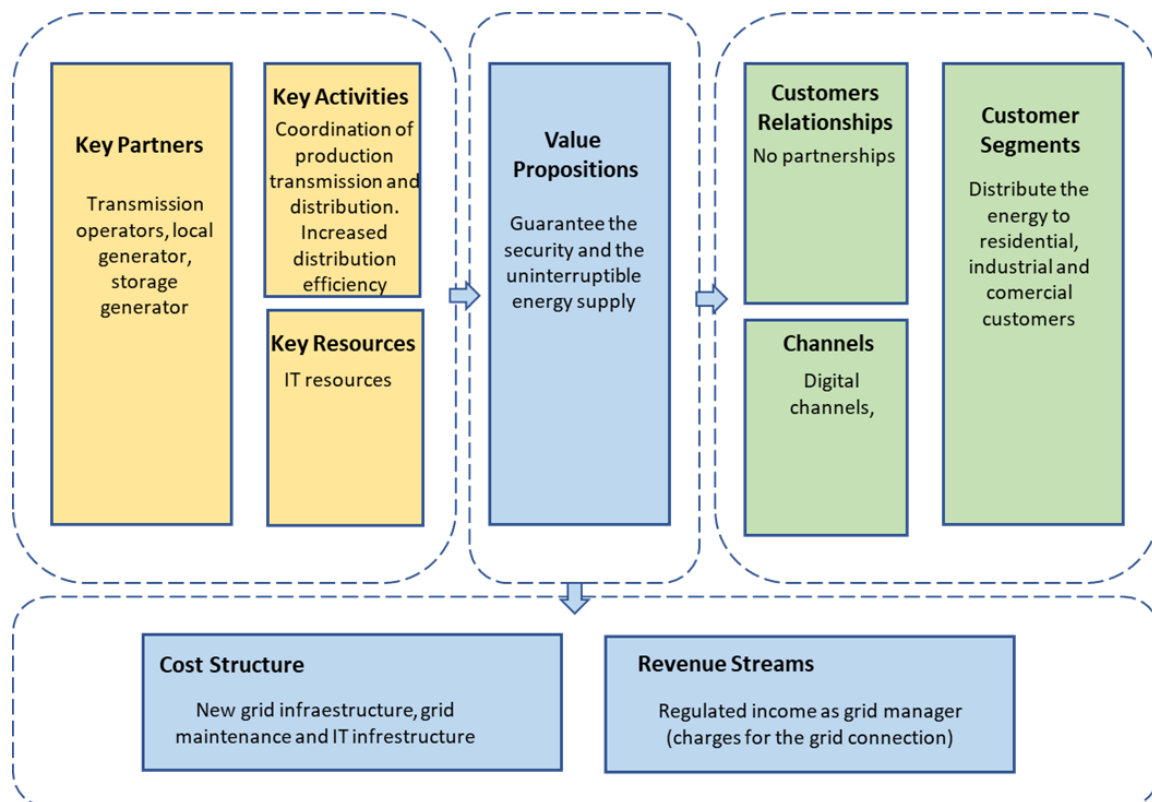 Key Partners
Transmission
operators, local
generator,
storage
generator
Key Activities
Coordination of
production
transmission and
distribution.
Increased
distribution
efficiency
Key Resources
IT resources
Value
Propositions
Guarantee the
security and the
uninterruptible
energy supply
Customers
Relationships
No partnerships
Channels
Digital
channels,
Customer
Segments
Distribute the
energy to
residential,
industrial and
comercial
customers
Cost Structure
New grid infraestructure, grid
maintenance and IT infrestructure
Revenue Streams
Regulated income as grid manager
(charges for the grid connection)